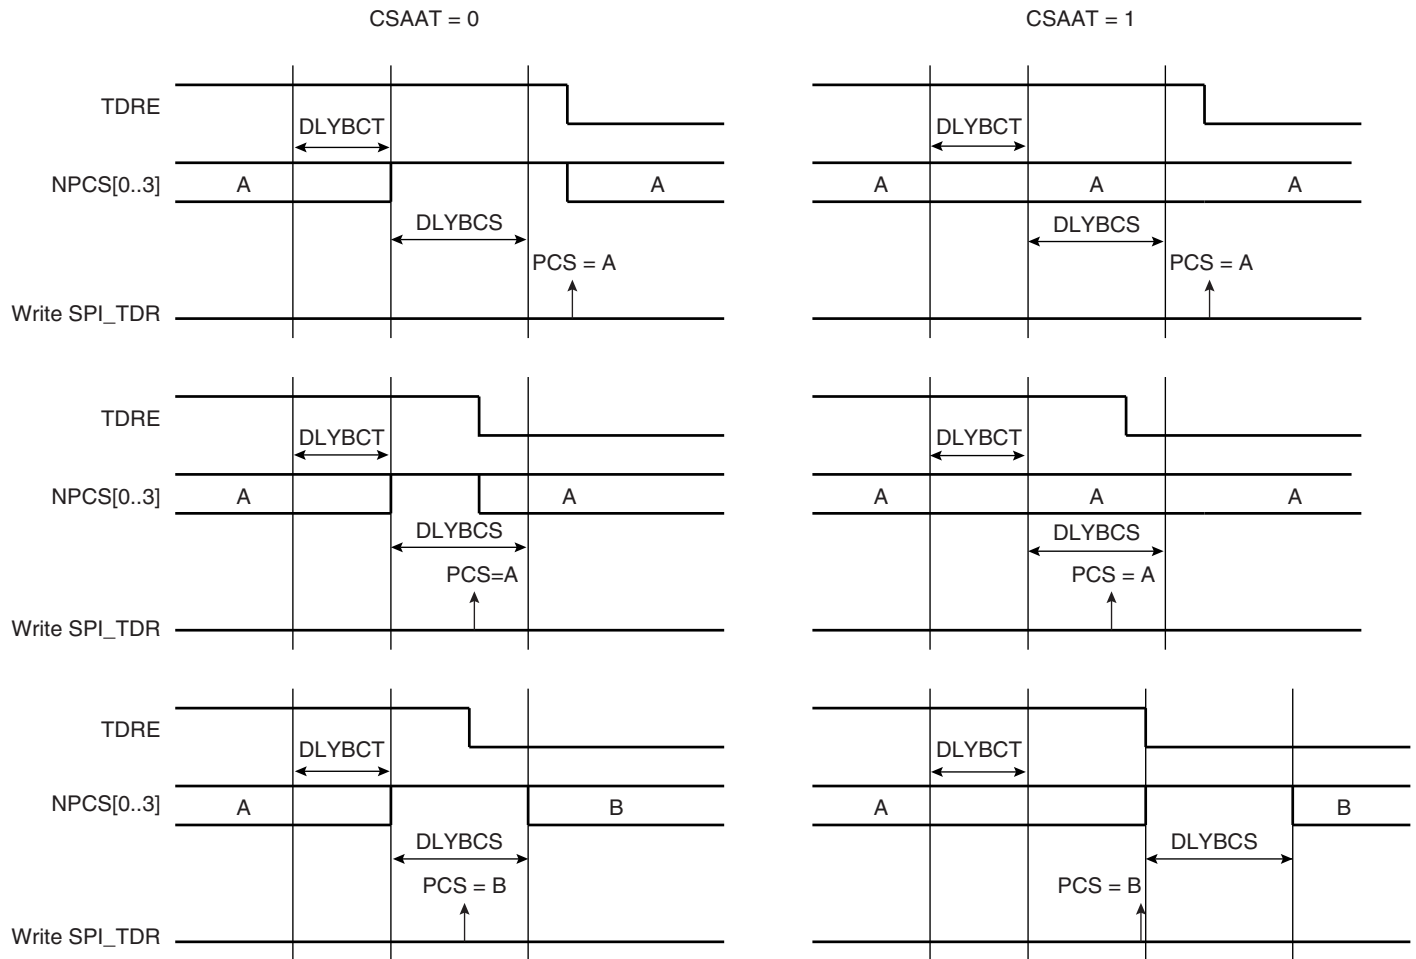 CSAAT = 0 CSAAT = 1
TDRE
DLYBCT DLYBCT
NPCS[0..3] A A A A A
DLYBCS DLYBCS
PCS = A PCS = A
Write SPI_TDR
TDRE
DLYBCT DLYBCT
NPCS[0..3] A A A A A
DLYBCS DLYBCS
PCS=A PCS = A
Write SPI_TDR
TDRE
DLYBCT DLYBCT
NPCS[0..3] A B A B
DLYBCS DLYBCS
PCS = B PCS = B
Write SPI_TDR